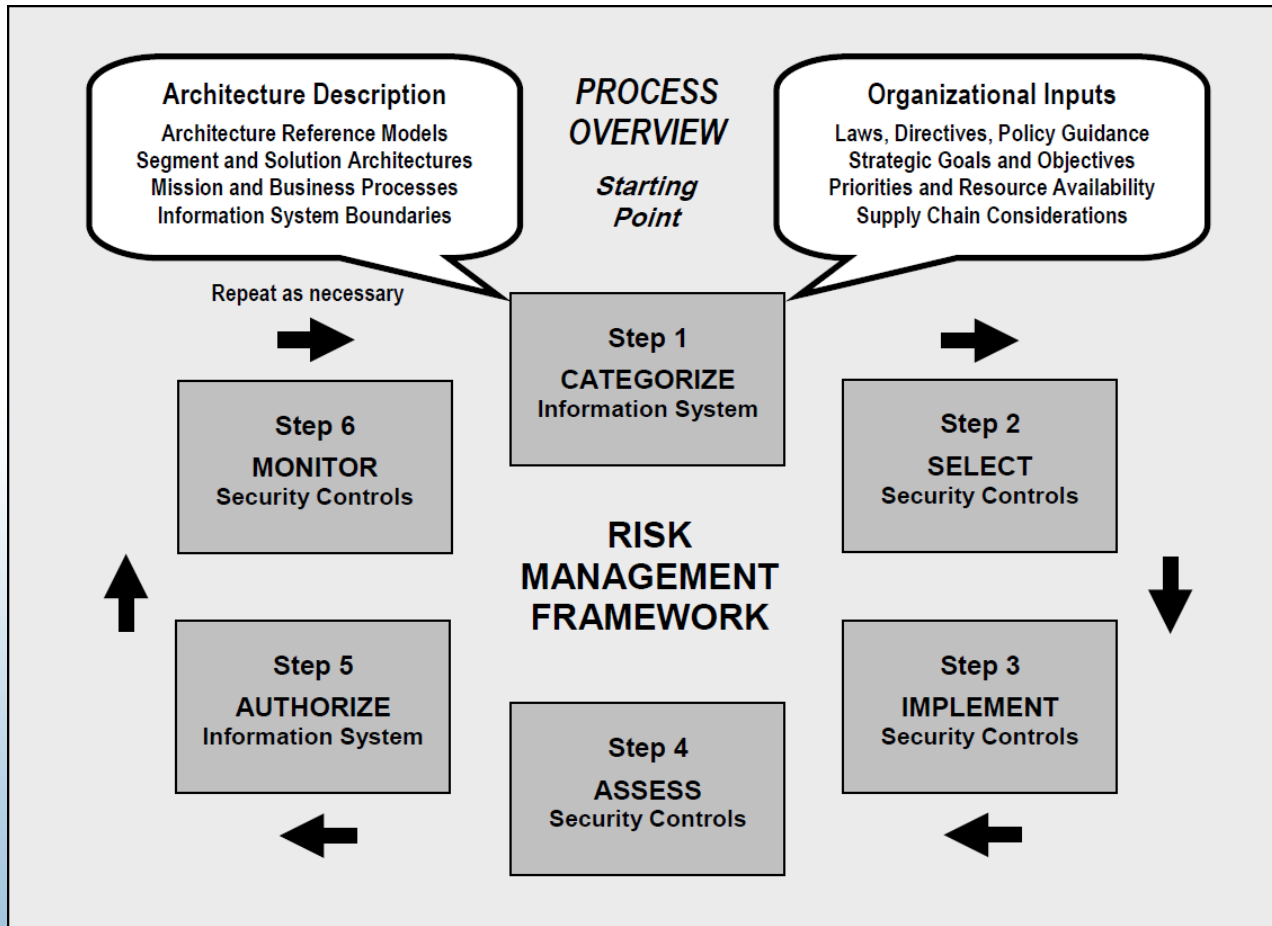 Architecture Description
Architecture Reference Models
Segment and Solution Architectures
Mission and Business Processes
Information System Boundaries
PROCESS
OVERVIEW
Starting
Point
Organizational Inputs
Laws, Directives, Policy Guidance
Strategic Goals and Objectives
Priorities and Resource Availability
Supply Chain Considerations
Repeat as necessary
Step 1
CATEGORIZE
Information System
Step 2
SELECT
Security Controls
Step 3
IMPLEMENT
Security Controls
Step 4
ASSESS
Security Controls
Step 5
AUTHORIZE
Information System
Step 6
MONITOR
Security Controls
RISK
MANAGEMENT
FRAMEWORK